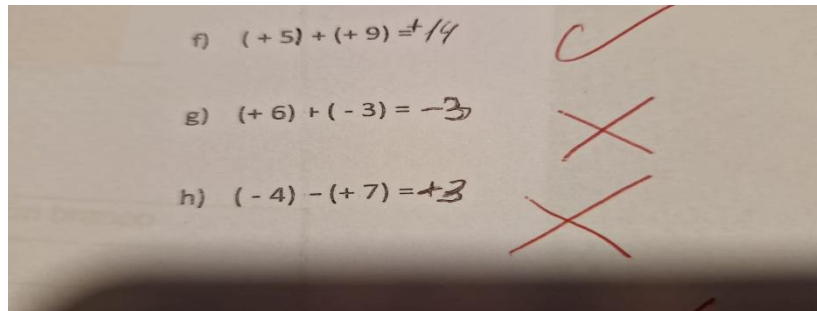 f) (+ 5) + (+ 9) =+14
g) (+ 6) + ( - 3) = -3
h) ( - 4) - (+ 7) =+3